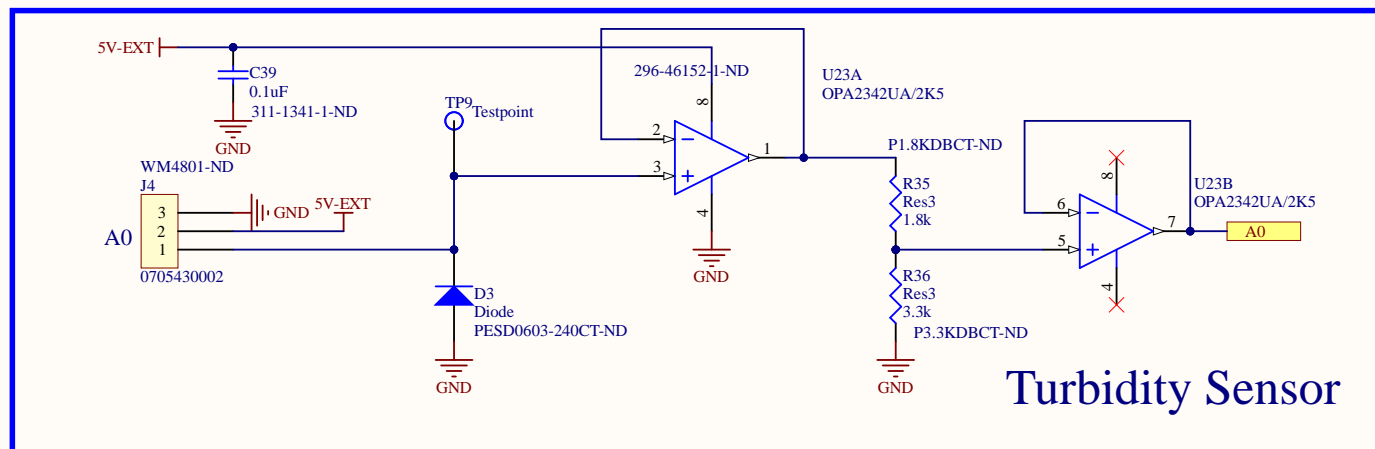 5V-EXT
C39
0.1uF
311-1341-1-ND
GND
TP9
Testpoint
296-46152-1-ND
U23A
OPA2342UA/2K5
8
2
3
1
4
GND
WM4801-ND
J4
3
2
1
GND
5V-EXT
A0
0705430002
D3
Diode
PESD0603-240CT-ND
GND
P1.8KDBCT-ND
R35
Res3
1.8k
R36
Res3
3.3k
P3.3KDBCT-ND
GND
8
U23B
OPA2342UA/2K5
6
5
7
4
A0
Turbidity Sensor